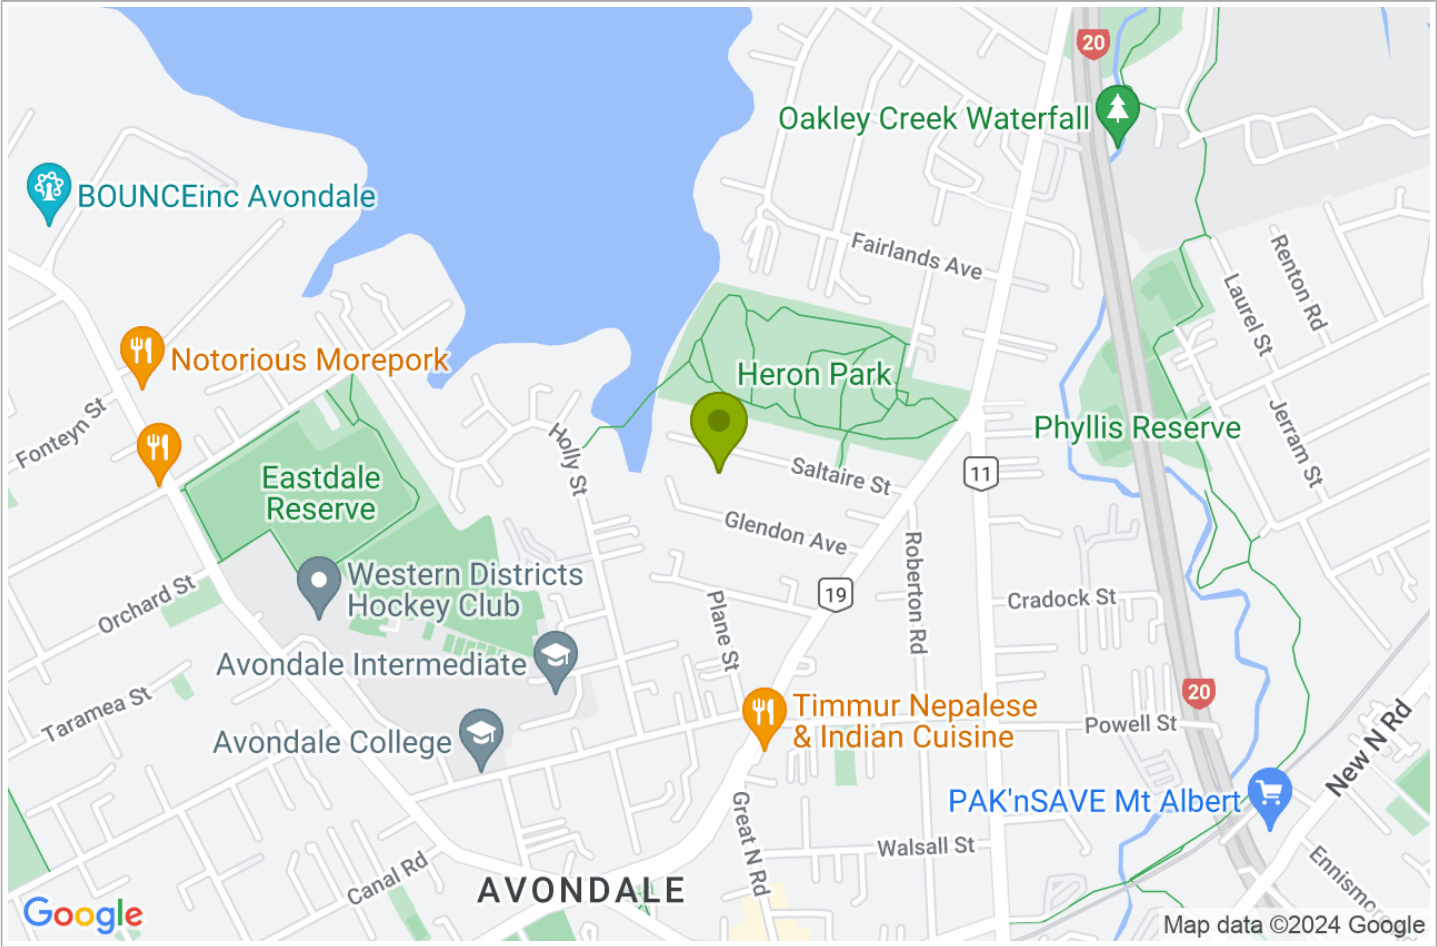 20
Oakley Creek Waterfall
BOUNCEinc Avondale
Fairlands Ave
Renton Rd
Laurel St
Notorious Morepork
Heron Park
Fonteyn St
Holly St
Phyllis Reserve
Jerram St
Eastdale
Reserve
Saltaire St
11
Glendon Ave
Western Districts
Hockey Club
Orchard St
Plane St
19
Roberton Rd
Cradock St
Avondale Intermediate
Taramea St
20
Timmur Nepalese
& Indian Cuisine
Powell St
New N Rd
Avondale College
PAK'nSAVE Mt Albert
Great N Rd
Walsall St
Canal Rd
AVONDALE
Google
Map data ©2024 Google